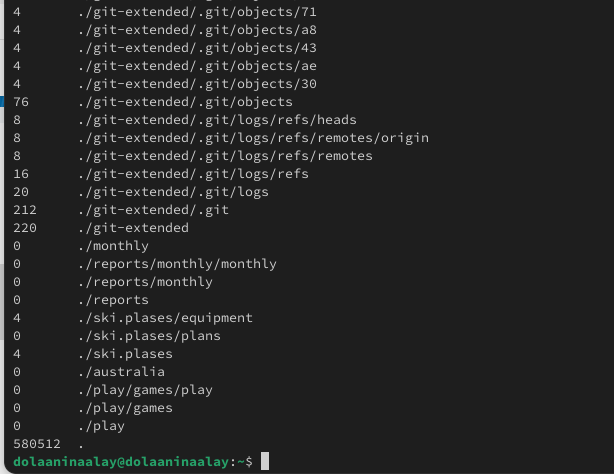 4 ./git-extended/.git/objects/71
4 ./git-extended/.git/objects/a8
4 ./git-extended/.git/objects/43
4 ./git-extended/.git/objects/ae
4 ./git-extended/.git/objects/30
76 ./git-extended/.git/objects
8 ./git-extended/.git/logs/refs/heads
8 ./git-extended/.git/logs/refs/remotes/origin
8 ./git-extended/.git/logs/refs/remotes
16 ./git-extended/.git/logs/refs
20 ./git-extended/.git/logs
212 ./git-extended/.git
220 ./git-extended
0 ./monthly
0 ./reports/monthly/monthly
0 ./reports/monthly
0 ./reports
4 ./ski.plases/equipment
0 ./ski.plases/plans
4 ./ski.plases
0 ./australia
0 ./play/games/play
0 ./play/games
0 ./play
580512 .
dolaaninaalay@dolaaninaalay:~$